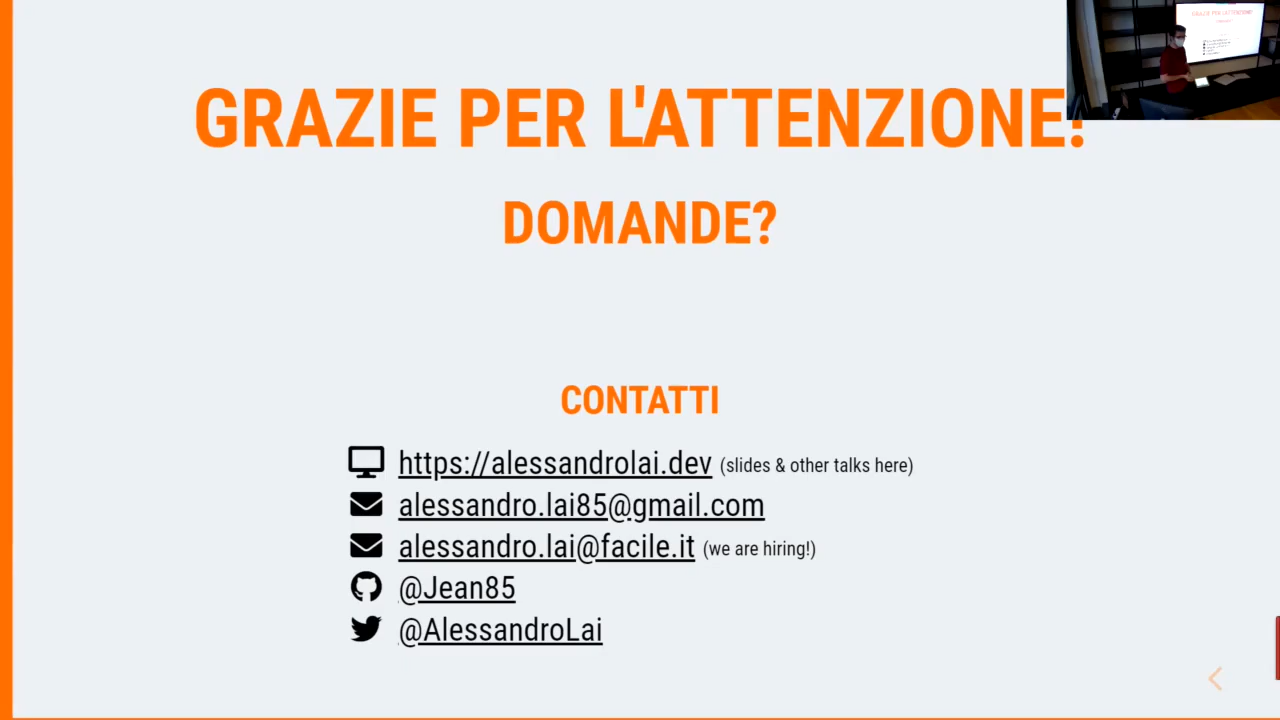 GRAZIE PER L'ATTENZIONE!
DOMANDE?
CONTATTI
https://alessandrolai.dev (slides & other talks here)
alessandro.lai85@gmail.com
alessandro.lai@facile.it (we are hiring!)
@Jean85
@AlessandroLai